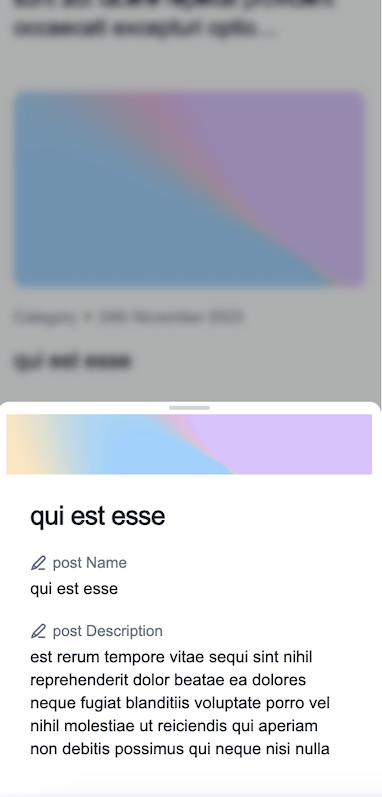 occaecati excepturi optio...
Category • 24th November 2023
qui est esse
qui est esse
post Name
qui est esse
post Description
est rerum tempore vitae sequi sint nihil
reprehenderit dolor beatae ea dolores
neque fugiat blanditiis voluptate porro vel
nihil molestiae ut reiciendis qui aperiam
non debitis possimus qui neque nisi nulla